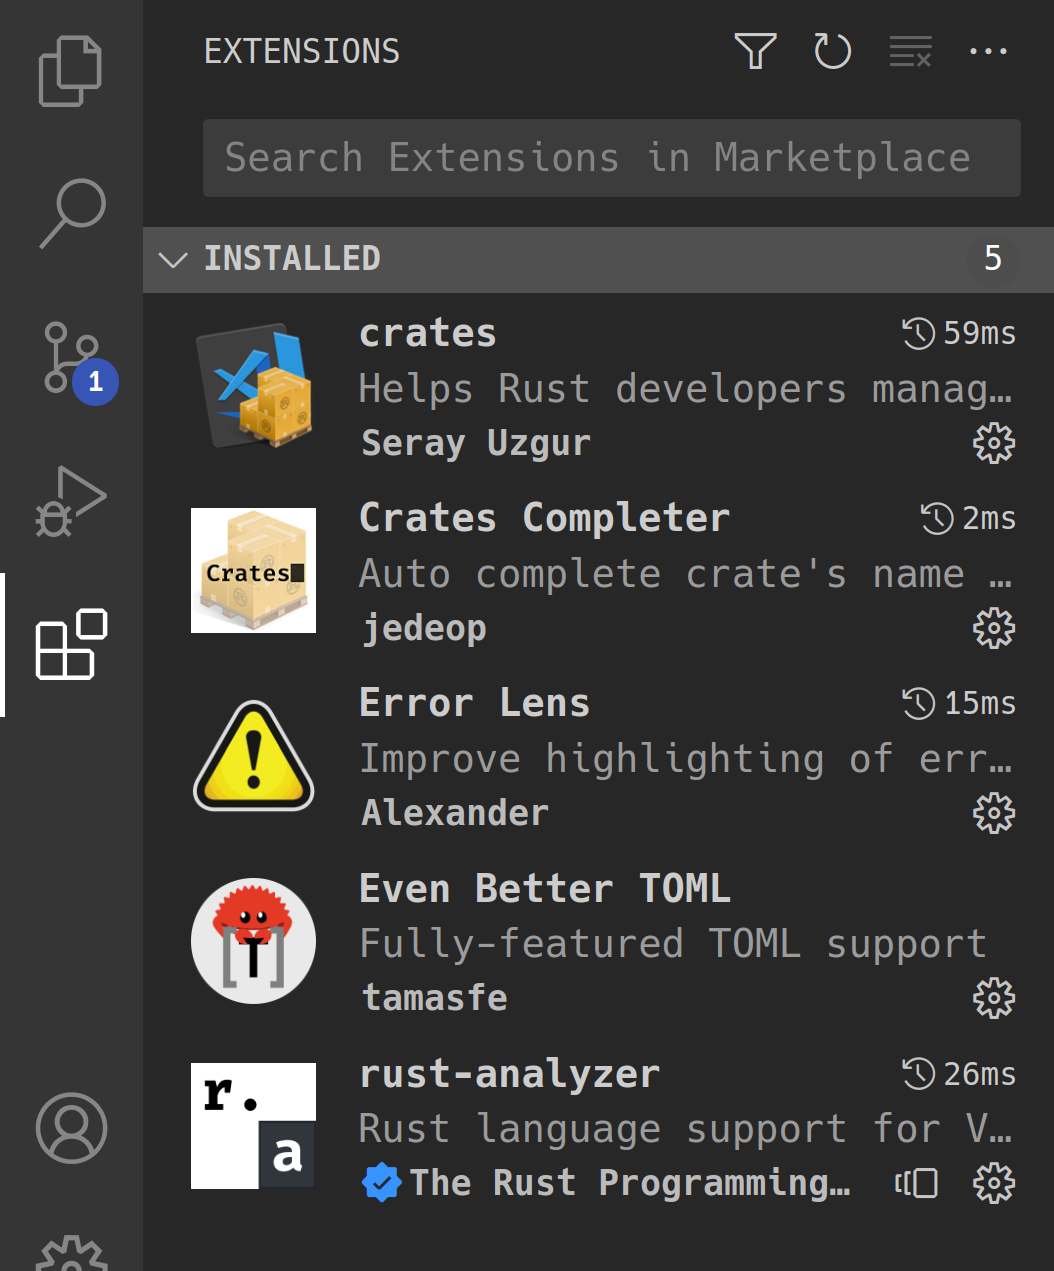 EXTENSIONS
Search Extensions in Marketplace
INSTALLED 5
crates 59ms
Helps Rust developers manag…
Seray Uzgur
Crates
Crates Completer 2ms
Auto complete crate's name …
jedeop
Error Lens 15ms
Improve highlighting of err…
Alexander
Even Better TOML
Fully-featured TOML support
tamasfe
rust-analyzer 26ms
Rust language support for V…
The Rust Programming…
r.
a
1
[T]